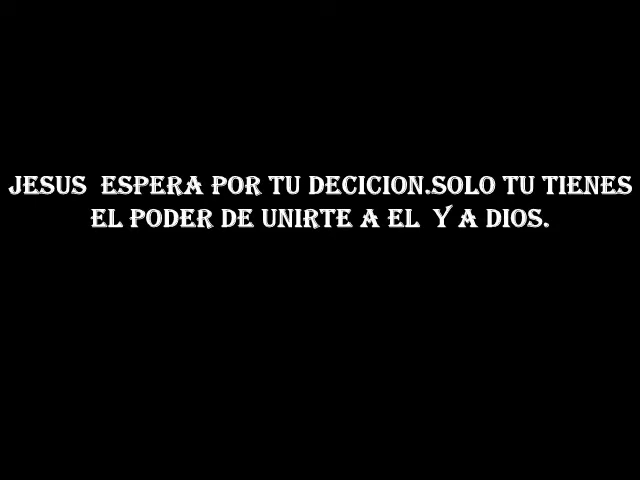 JESUS  ESPERA POR TU DECICION.SOLO TU TIENES
EL PODER DE UNIRTE A EL  Y A DIOS.